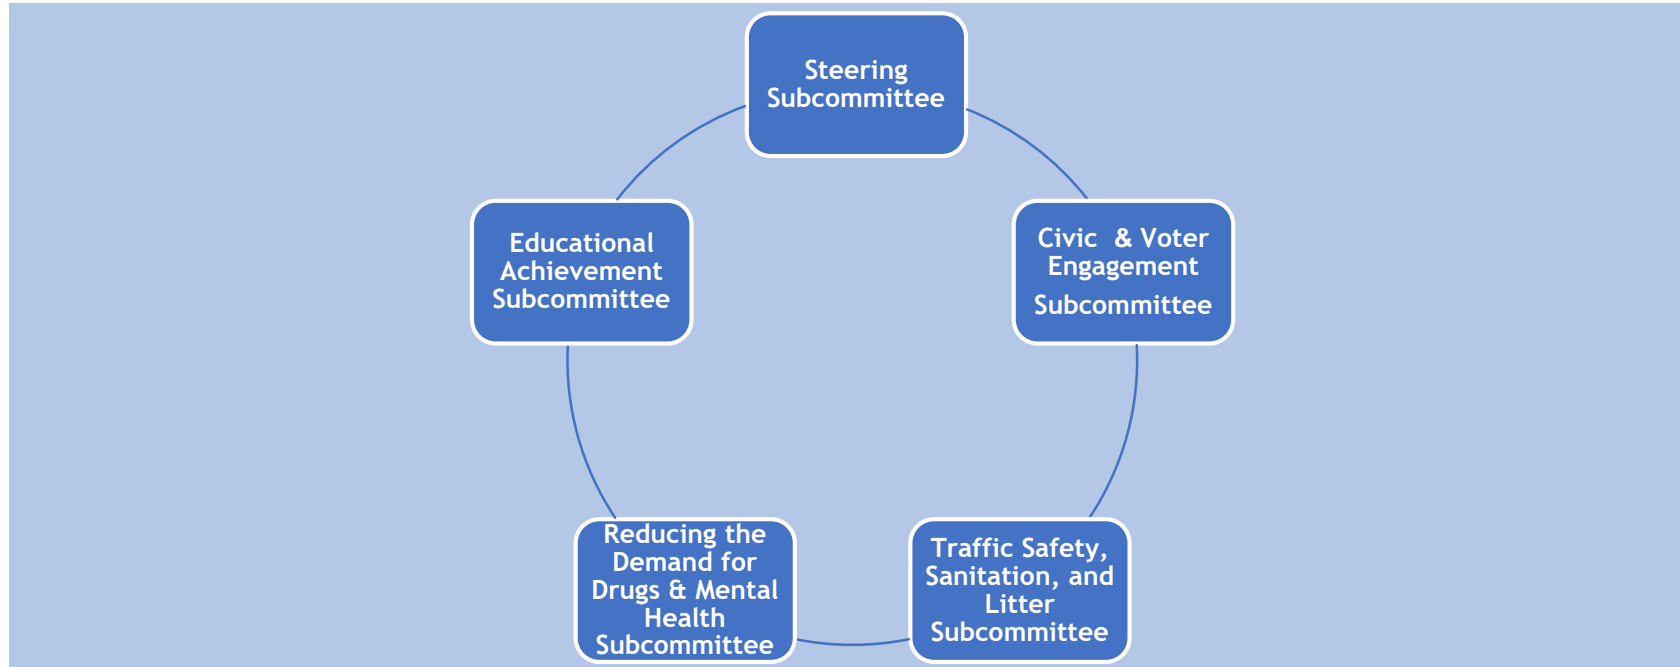 Steering
Subcommittee
Civic & Voter
Engagement
Subcommittee
Traffic Safety,
Sanitation, and
Litter
Subcommittee
Reducing the
Demand for
Drugs & Mental
Health
Subcommittee
Educational
Achievement
Subcommittee